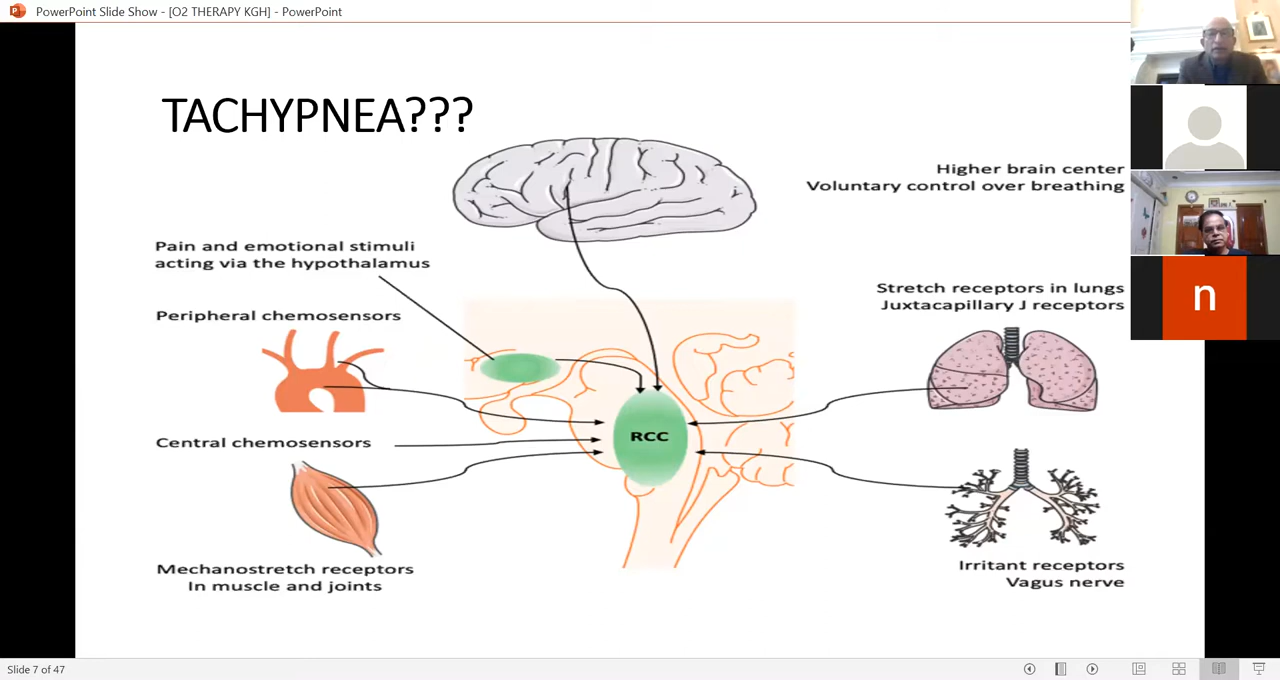 PowerPoint Slide Show - [O2 THERAPY KGH] - PowerPoint
TACHYPNEA???
Higher brain center
Voluntary control over breathing
Pain and emotional stimuli
acting via the hypothalamus
Stretch receptors in lungs
Juxtacapillary J receptors
Peripheral chemosensors
n
RCC
Central chemosensors
Mechanostretch receptors
In muscle and joints
Irritant receptors
Vagus nerve
Slide 7 of 47